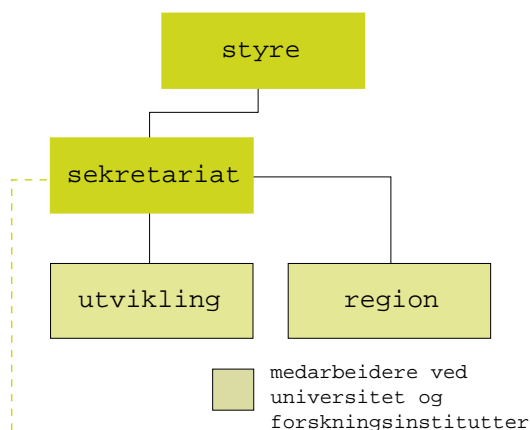 styre
sekretariat
utvikling
region
medarbeidere ved
universitet og
forskningsinstitutter